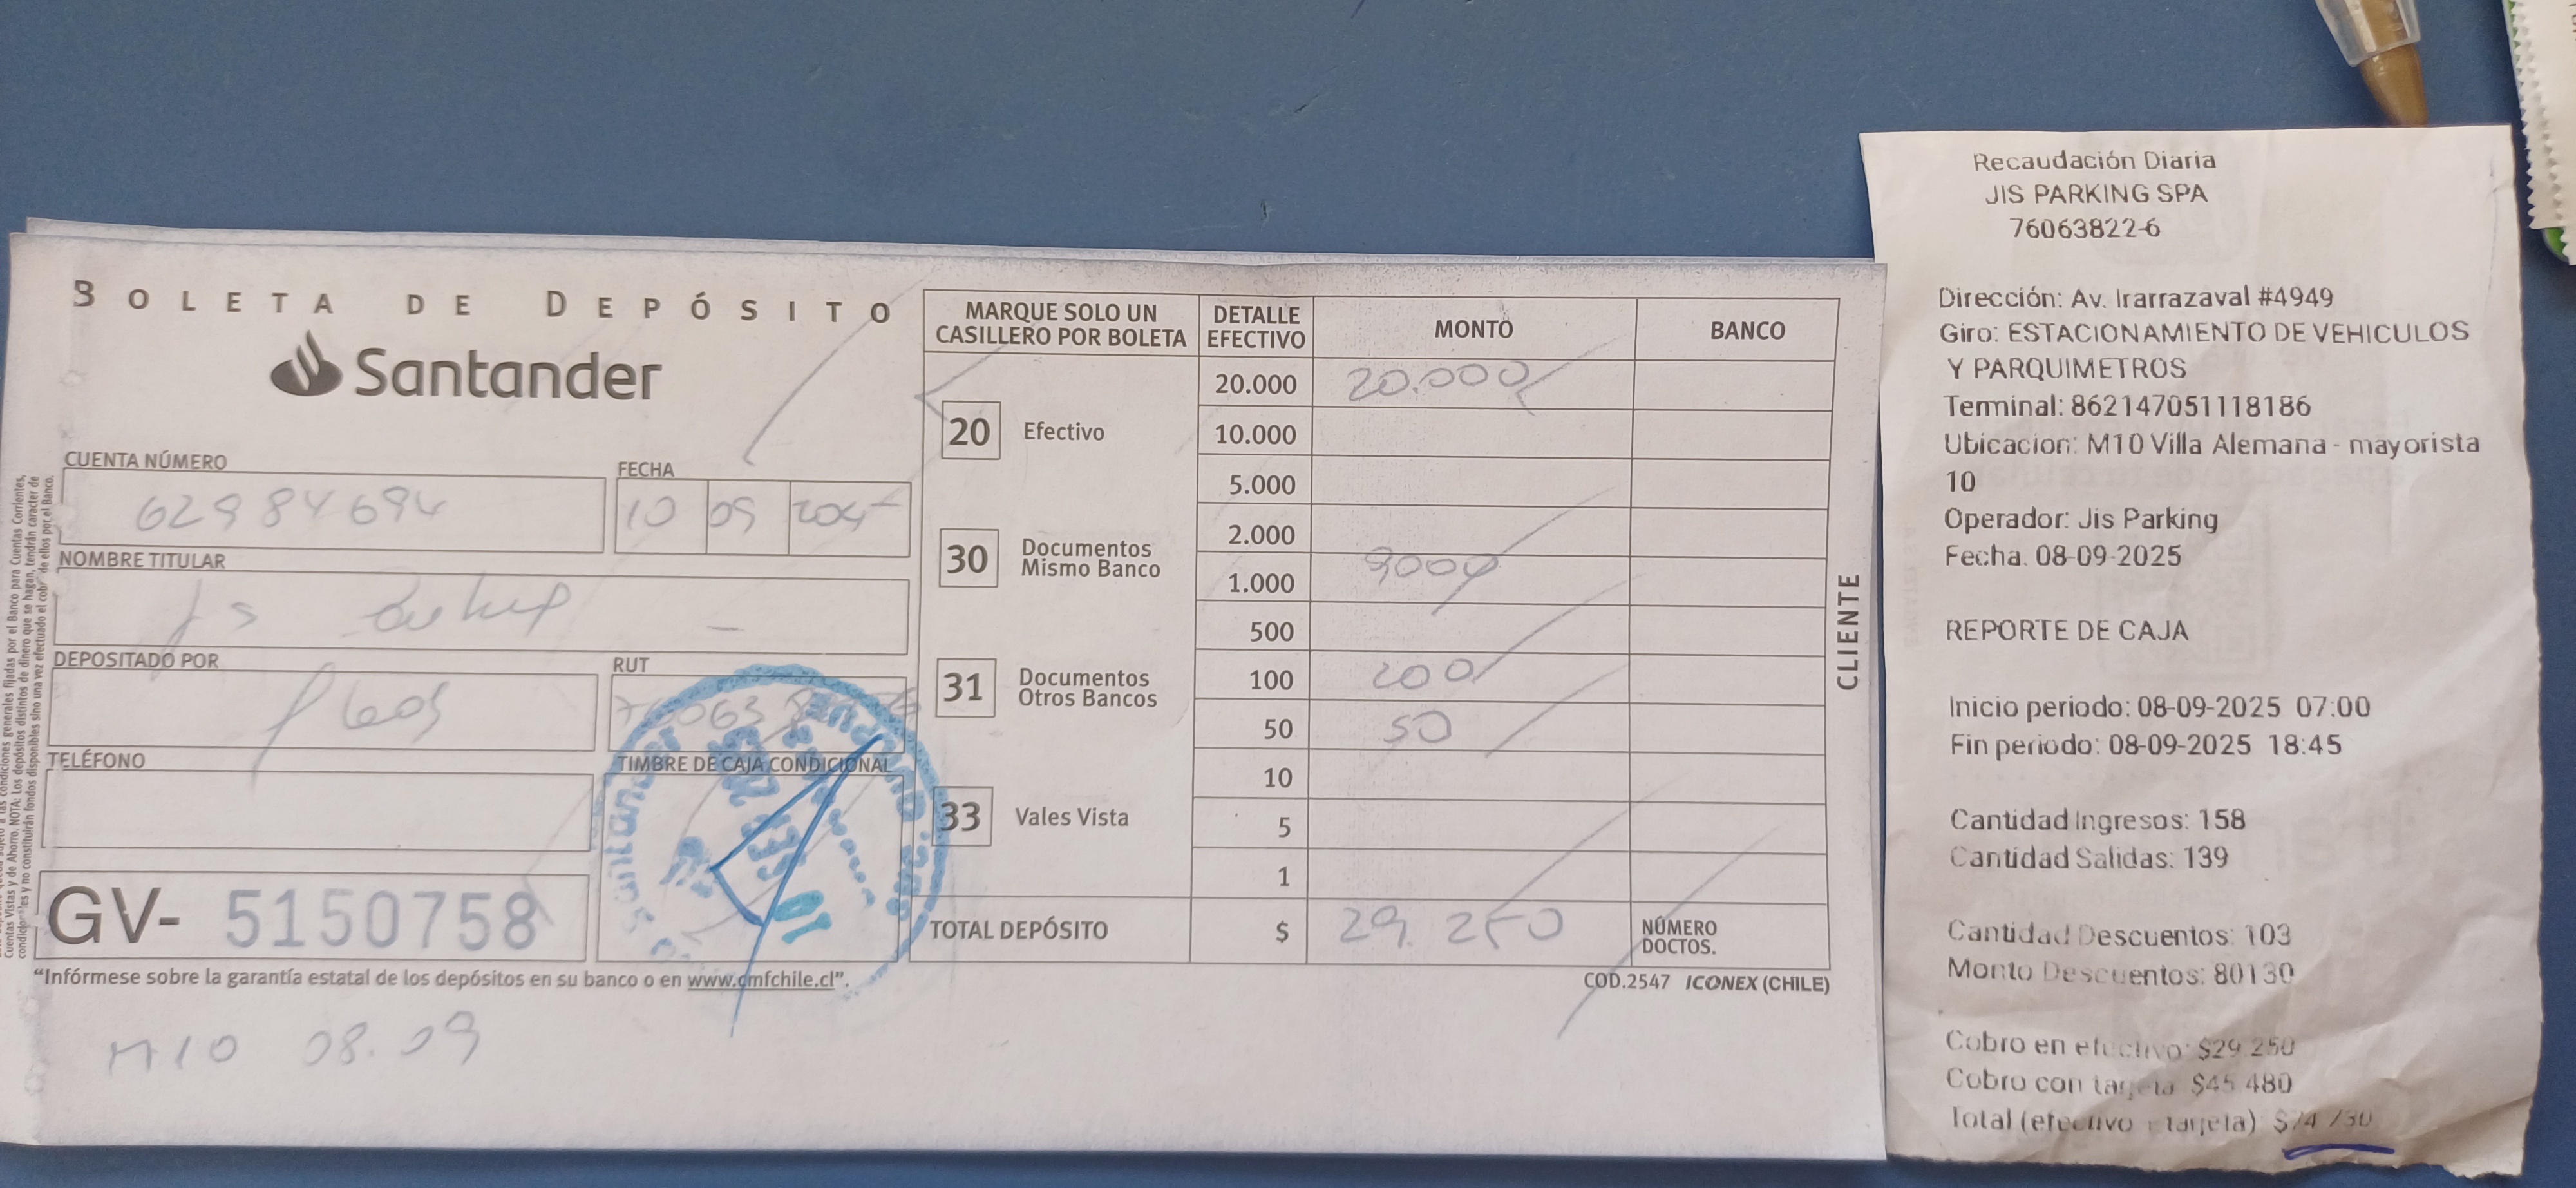 BOLETA DE DEPÓSITO
Santander
CUENTA NÚMERO
62984694
FECHA
10 09 2025
NOMBRE TITULAR
JIS
DEPOSITADO POR
RUT
76063
TELÉFONO
TIMBRE DE CAJA CONDICIONAL
GV- 5150758
"Infórmese sobre la garantía estatal de los depósitos en su banco o en www.cmfchile.cl".
M10 08.09
MARQUE SOLO UN
CASILLERO POR BOLETA
DETALLE
EFECTIVO
MONTO
BANCO
20 Efectivo
30 Documentos
Mismo Banco
31 Documentos
Otros Bancos
33 Vales Vista
20.000 20.000
10.000
5.000
2.000
1.000 9000
500
100 200
50 50
10
5
1
TOTAL DEPÓSITO $ 29.250
NÚMERO
DOCTOS.
COD.2547 ICONEX (CHILE)
CLIENTE
Recaudación Diaria
JIS PARKING SPA
76063822-6
Dirección: Av. Irarrazaval #4949
Giro: ESTACIONAMIENTO DE VEHICULOS
Y PARQUIMETROS
Terminal: 862147051118186
Ubicacion: M10 Villa Alemana - mayorista
10
Operador: Jis Parking
Fecha. 08-09-2025
REPORTE DE CAJA
Inicio periodo: 08-09-2025 07:00
Fin periodo: 08-09-2025 18:45
Cantidad Ingresos: 158
Cantidad Salidas: 139
Cantidad Descuentos: 103
Monto Descuentos: 80130
Cobro en efectivo: $29.250
Cobro con tarjeta: $45.480
Total (efectivo + tarjeta) $74.730